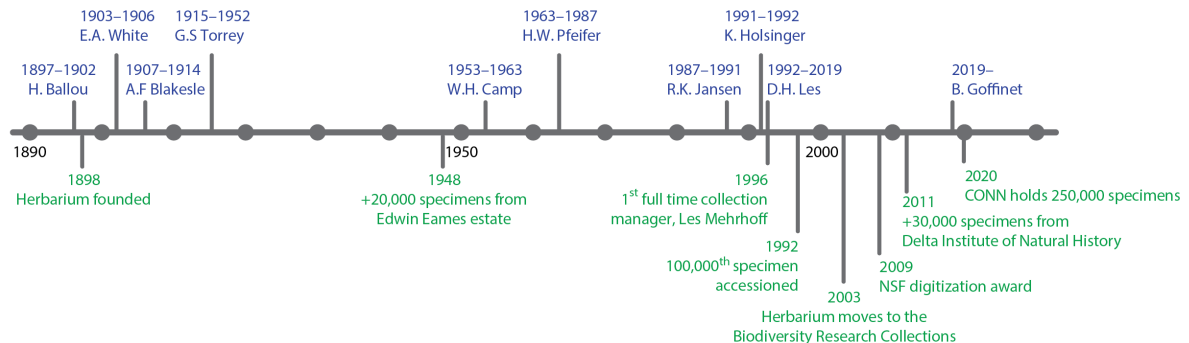 1903–1906
E.A. White
1915–1952
G.S Torrey
1963–1987
H.W. Pfeifer
1991–1992
K. Holsinger
1897–1902
H. Ballou
1907–1914
A.F Blakesle
1953–1963
W.H. Camp
1987–1991
R.K. Jansen
1992–2019
D.H. Les
2019–
B. Goffinet
1890
1950
2000
1898
Herbarium founded
1948
+20,000 specimens from
Edwin Eames estate
1996
1st full time collection
manager, Les Mehrhoff
1992
100,000th specimen
accessioned
2003
Herbarium moves to the
Biodiversity Research Collections
2009
NSF digitization award
2011
+30,000 specimens from
Delta Institute of Natural History
2020
CONN holds 250,000 specimens